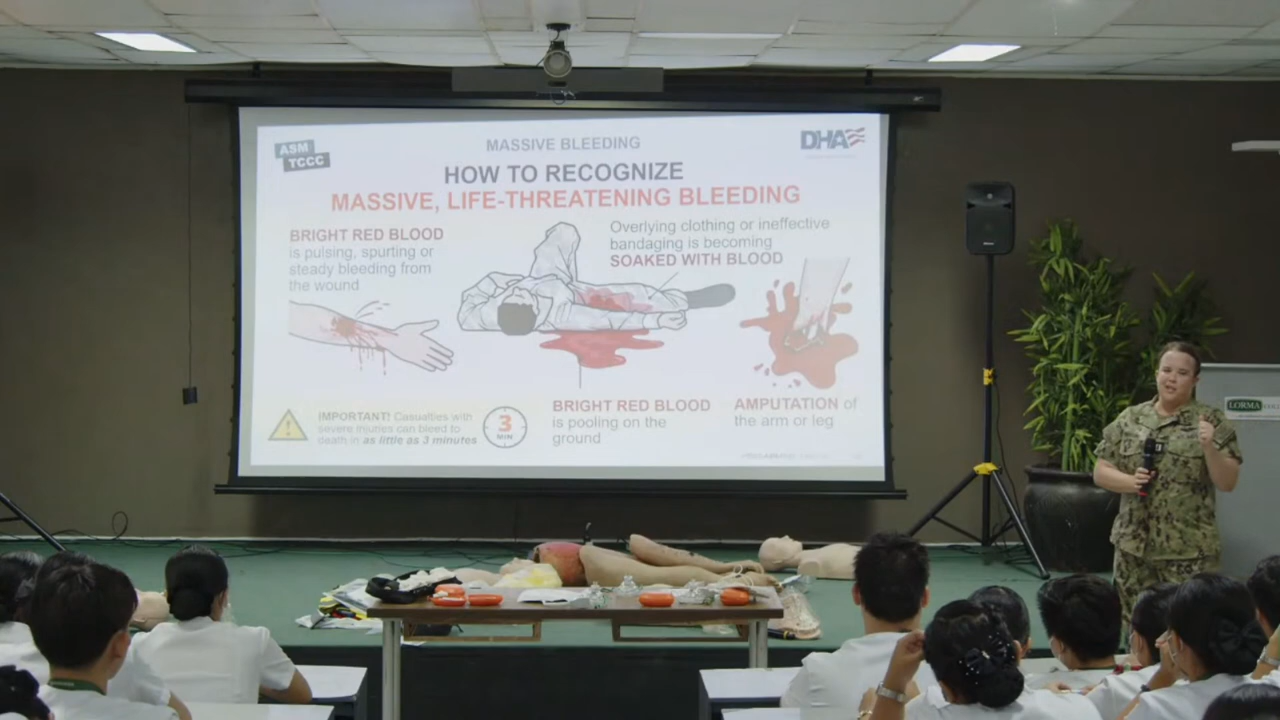 ASM
TCCC
MASSIVE BLEEDING
DHA
HOW TO RECOGNIZE
MASSIVE, LIFE-THREATENING BLEEDING
BRIGHT RED BLOOD
is pulsing, spurting or
steady bleeding from
the wound
Overlying clothing or ineffective
bandaging is becoming
SOAKED WITH BLOOD
IMPORTANT! Casualties with
severe injuries can bleed to
death in as little as 3 minutes
3
MIN
BRIGHT RED BLOOD
is pooling on the
ground
AMPUTATION of
the arm or leg
LORMA